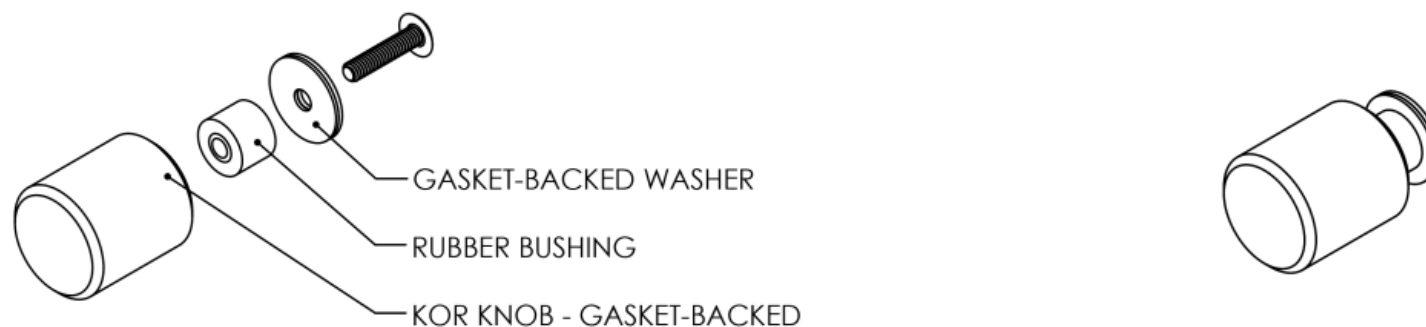 GASKET-BACKED WASHER
RUBBER BUSHING
KOR KNOB - GASKET-BACKED